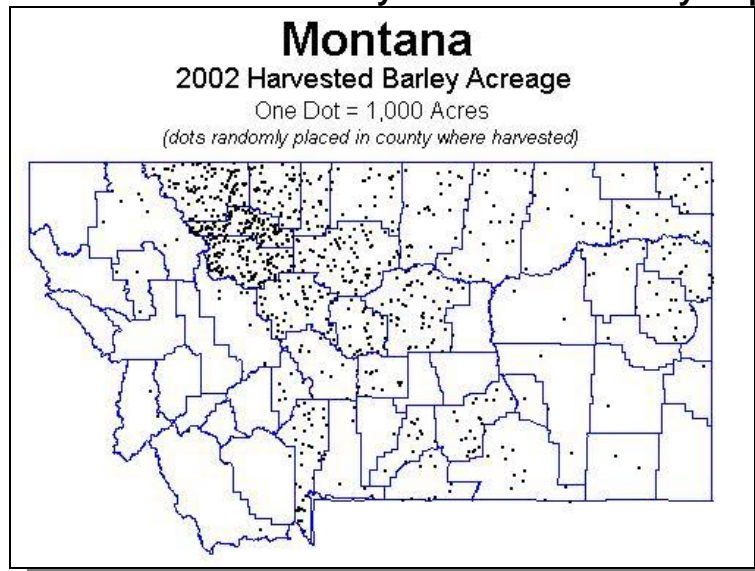 Montana
2002 Harvested Barley Acreage
One Dot = 1,000 Acres
(dots randomly placed in county where harvested)